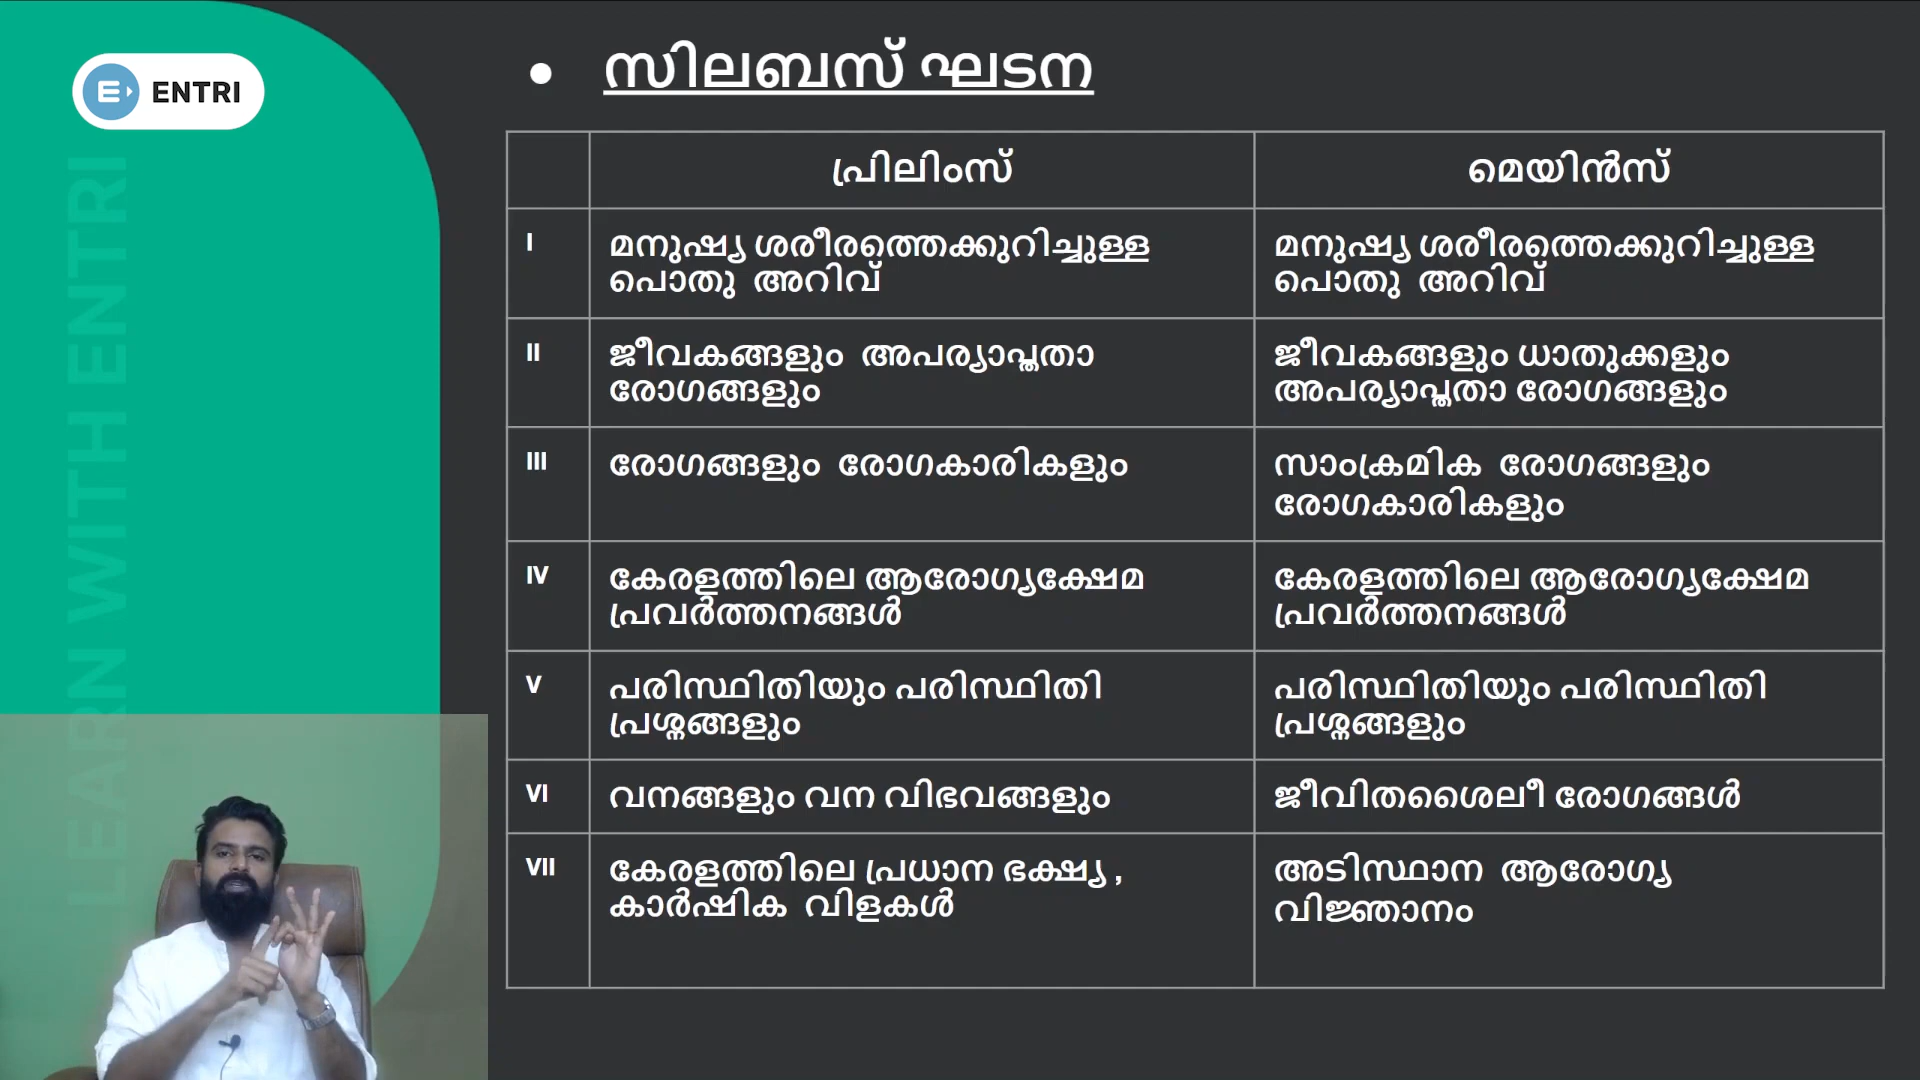 ENTRI
LEARN WITH ENTRI
● സിലബസ് ഘടന
പ്രിലിംസ് മെയിൻസ്
I മനുഷ്യ ശരീരത്തെക്കുറിച്ചുള്ള മനുഷ്യ ശരീരത്തെക്കുറിച്ചുള്ള
പൊതു അറിവ് പൊതു അറിവ്
II ജീവകങ്ങളും അപര്യാപ്തതാ ജീവകങ്ങളും ധാതുക്കളും
രോഗങ്ങളും അപര്യാപ്തതാ രോഗങ്ങളും
III രോഗങ്ങളും രോഗകാരികളും സാംക്രമിക രോഗങ്ങളും
രോഗകാരികളും
IV കേരളത്തിലെ ആരോഗ്യക്ഷേമ കേരളത്തിലെ ആരോഗ്യക്ഷേമ
പ്രവർത്തനങ്ങൾ പ്രവർത്തനങ്ങൾ
V പരിസ്ഥിതിയും പരിസ്ഥിതി പരിസ്ഥിതിയും പരിസ്ഥിതി
പ്രശ്നങ്ങളും പ്രശ്നങ്ങളും
VI വനങ്ങളും വന വിഭവങ്ങളും ജീവിതശൈലീ രോഗങ്ങൾ
VII കേരളത്തിലെ പ്രധാന ഭക്ഷ്യ , അടിസ്ഥാന ആരോഗ്യ
കാർഷിക വിളകൾ വിജ്ഞാനം